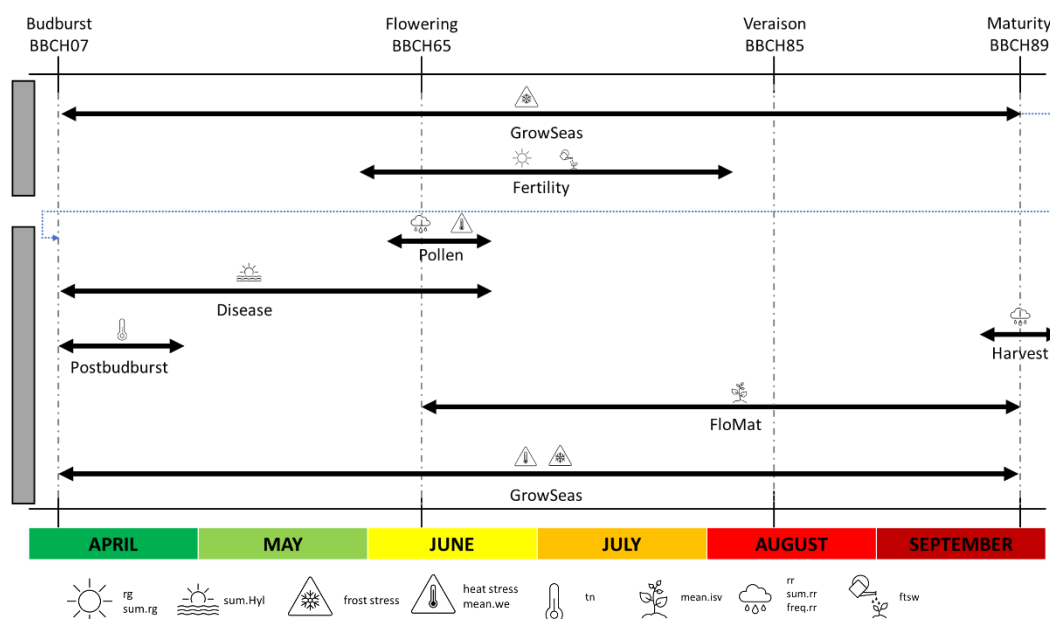 Budburst
BBCH07
Flowering
BBCH65
Veraison
BBCH85
Maturity
BBCH89
GrowSeas
Fertility
Pollen
Disease
Postbudburst
Harvest
FloMat
GrowSeas
APRIL
MAY
JUNE
JULY
AUGUST
SEPTEMBER
rg
sum.rg
sum.Hyl
frost stress
heat stress
mean.we
tn
mean.isv
rr
sum.rr
freq.rr
ftsw